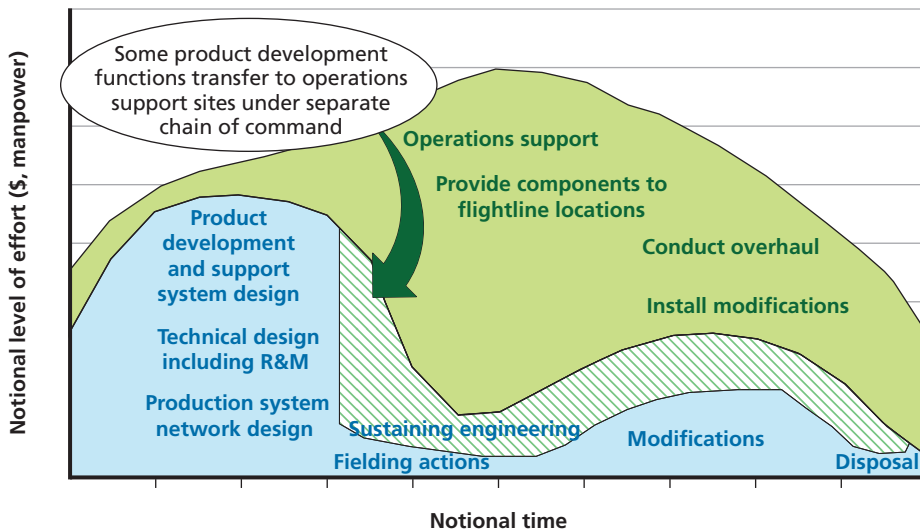 Notional level of effort ($, manpower)
Some product development
functions transfer to operations
support sites under separate
chain of command
Operations support
Provide components to
flightline locations
Conduct overhaul
Install modifications
Product
development
and support
system design
Technical design
including R&M
Production system
network design
Sustaining engineering
Fielding actions
Modifications
Disposal
Notional time